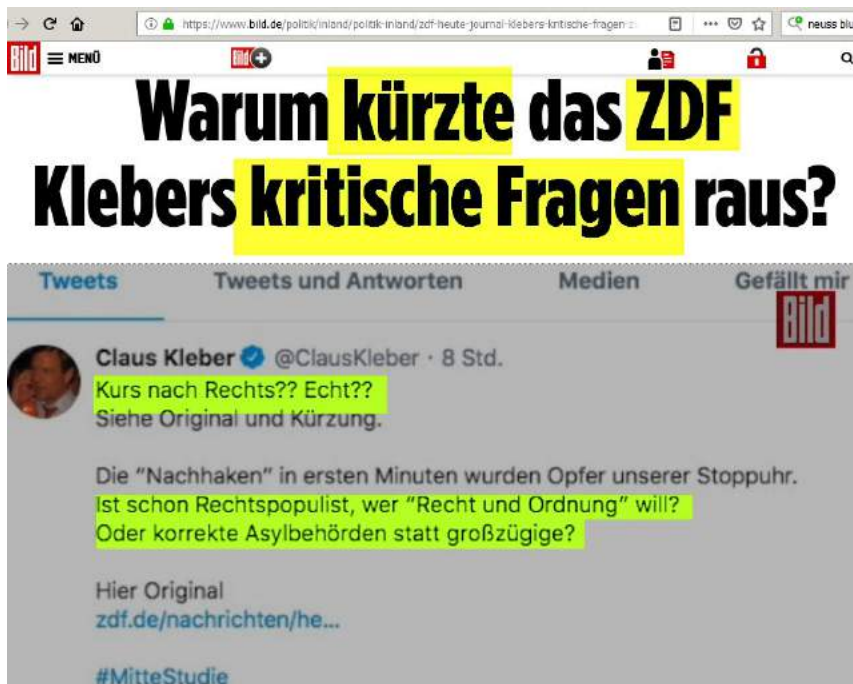 https://www.bild.de/politik/inland/politik-inland/zdf-heute-journal-klebers-kritische-fragen-z
neuss blu
Bild MENÜ
Bild
Warum kürzte das ZDF
Klebers kritische Fragen raus?
Tweets Tweets und Antworten Medien Gefällt mir
Bild
Claus Kleber @ClausKleber · 8 Std.
Kurs nach Rechts?? Echt??
Siehe Original und Kürzung.
Die “Nachhaken” in ersten Minuten wurden Opfer unserer Stoppuhr.
Ist schon Rechtspopulist, wer “Recht und Ordnung” will?
Oder korrekte Asylbehörden statt großzügige?
Hier Original
zdf.de/nachrichten/he...
#MitteStudie